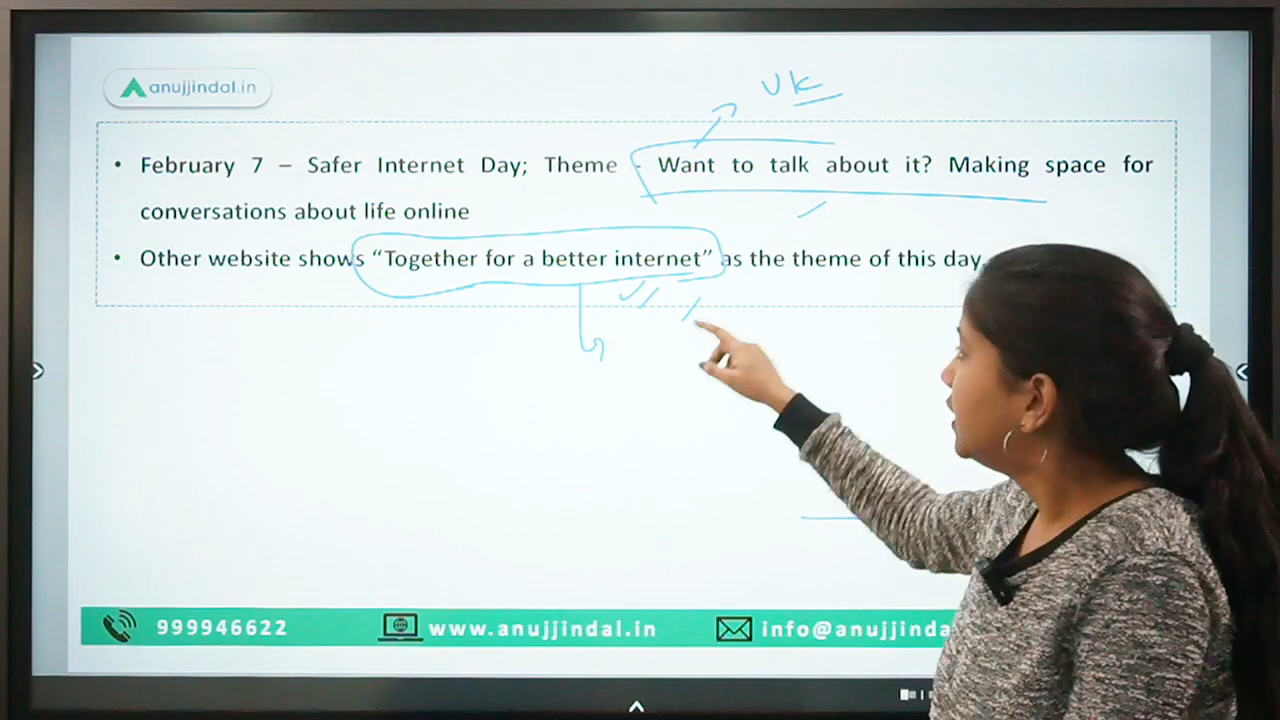 anujjindal.in
UK
• February 7 – Safer Internet Day; Theme - Want to talk about it? Making space for
conversations about life online
• Other website shows “Together for a better internet” as the theme of this day
999946622 www.anujjindal.in info@anujjinda